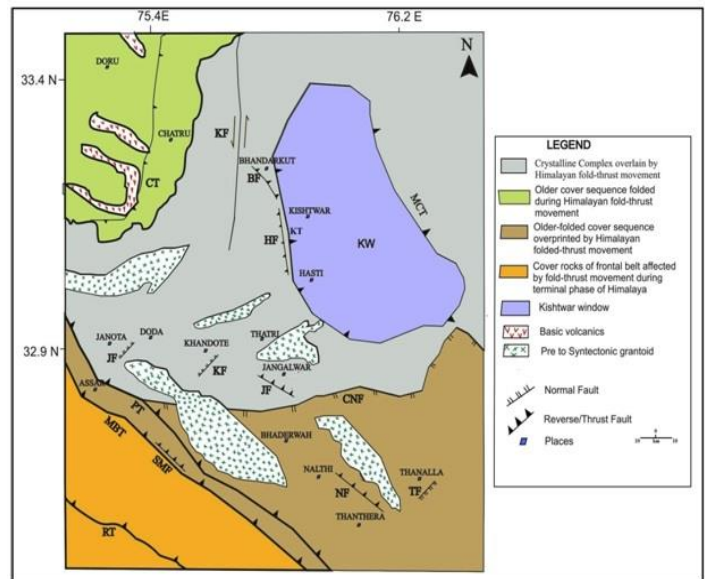 75.4E
76.2 E
N
33.4 N
32.9 N
DORU
CHATRU
CT
KF
BHANDARKUT
BF
MCT
KISHTWAR
KT
HF
KW
HASTI
JANOTA
DODA
JF
KHANDOTE
KF
THATRI
JANGALWAR
JF
CNF
ASSAR
PT
MBT
SMF
BHADERWAH
NALTHI
NF
THANALLA
TF
THANTHERA
RT
LEGEND
Crystalline Complex overlain by
Himalayan fold-thrust movement
Older cover sequence folded
during Himalayan fold-thrust
movement
Older-folded cover sequence
overprinted by Himalayan
folded-thrust movement
Cover rocks of frontal belt affected
by fold-thrust movement during
terminal phase of Himalaya
Kishtwar window
Basic volcanics
Pre to Syntectonic grantoid
Normal Fault
Reverse/Thrust Fault
Places